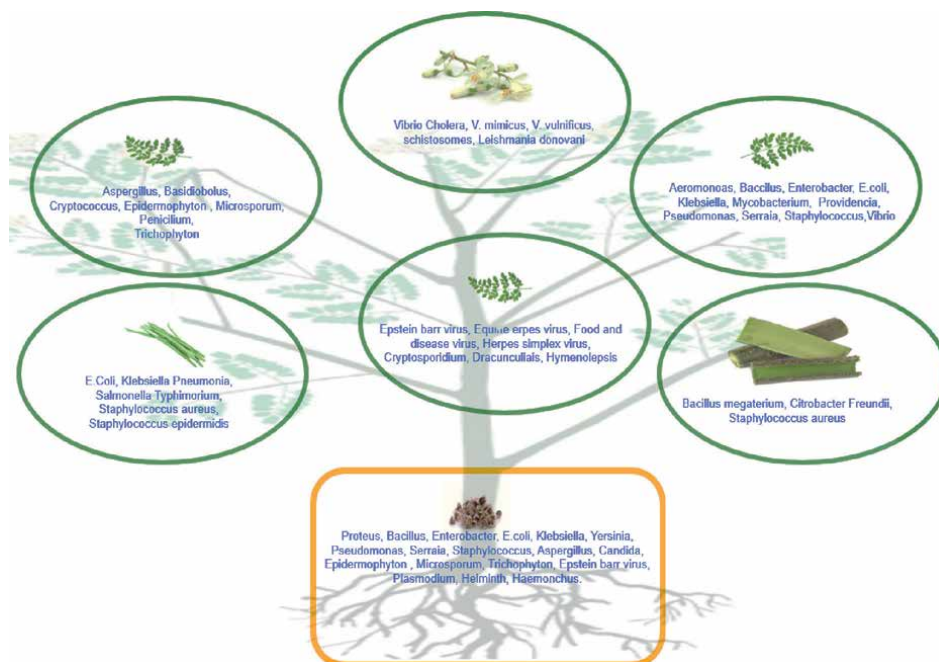 Vibrio Cholera, V. mimicus, V. vulnificus,
schistosomes, Leishmania donovani
Aspergillus, Basidiobolus,
Cryptococcus, Epidermophyton , Microsporum,
Penicilium,
Trichophyton
Aeromonoas, Baccilus, Enterobacter, E.coli,
Klebsiella, Mycobacterium, Providencia,
Pseudomonas, Serraia, Staphylococcus,Vibrio
Epstein barr virus, Equine erpes virus, Food and
disease virus, Herpes simplex virus,
Cryptosporidium, Dracunculials, Hymenolepsis
E.Coli, Klebsiella Pneumonia,
Salmonella Typhimorium,
Staphylococcus aureus,
Staphylococcus epidermidis
Bacillus megaterium, Citrobacter Freundii,
Staphylococcus aureus
Proteus, Bacillus, Enterobacter, E.coli, Klebsiella, Yersinia,
Pseudomonas, Serraia, Staphylococcus, Aspergillus, Candida,
Epidermophyton , Microsporum, Trichophyton, Epstein barr virus,
Plasmodium, Helminth, Haemonchus.